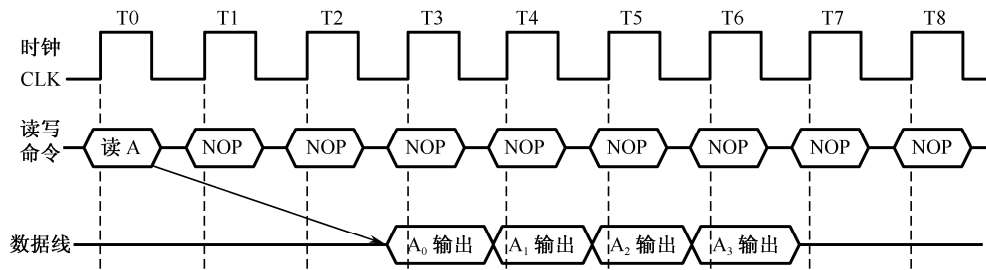 T0 T1 T2 T3 T4 T5 T6 T7 T8
时钟
CLK
读写
命令
读 A NOP NOP NOP NOP NOP NOP NOP NOP
数据线 A₀ 输出 A₁ 输出 A₂ 输出 A₃ 输出